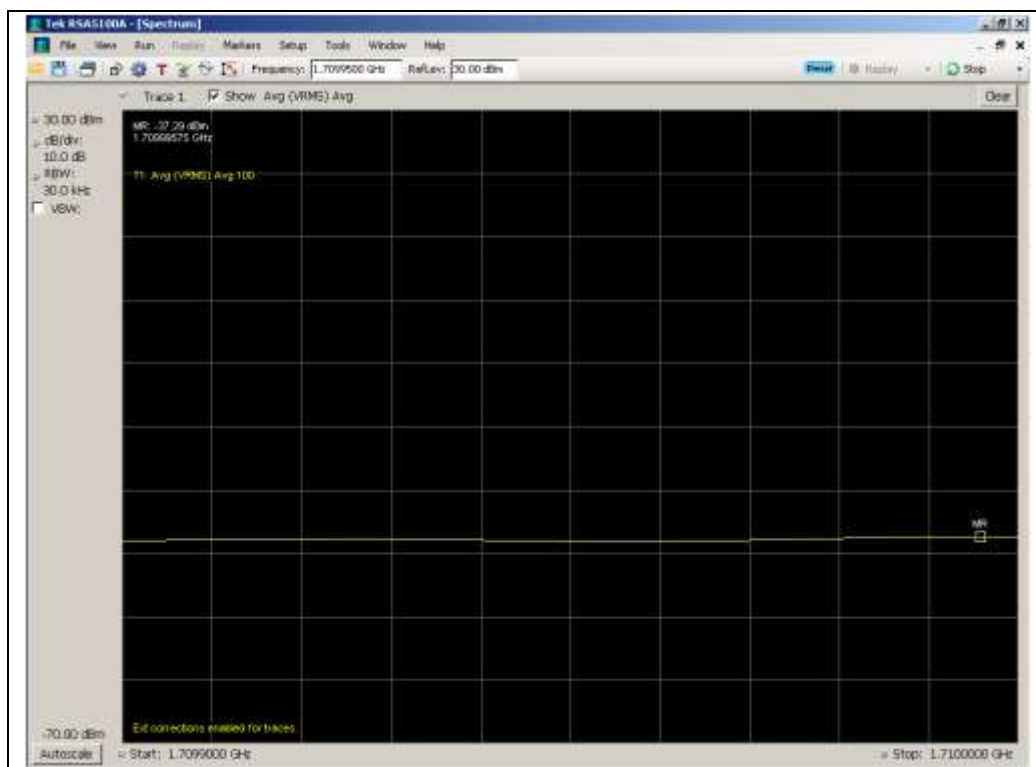 Tek RSA5100A - [Spectrum]
File View Run Replay Markers Setup Tools Window Help
Frequency: 1.7099500 GHz RefLev: 30.00 dBm Preset Replay Stop
Trace 1 Show Avg (VRMS) Avg Clear
30.00 dBm
dB/div:
10.0 dB
RBW:
30.0 kHz
VBW:
MR: -37.29 dBm
1.70999575 GHz
T1: Avg (VRMS) Avg:100
MR
Ext corrections enabled for traces
-70.00 dBm
Autoscale Start: 1.7099000 GHz Stop: 1.7100000 GHz